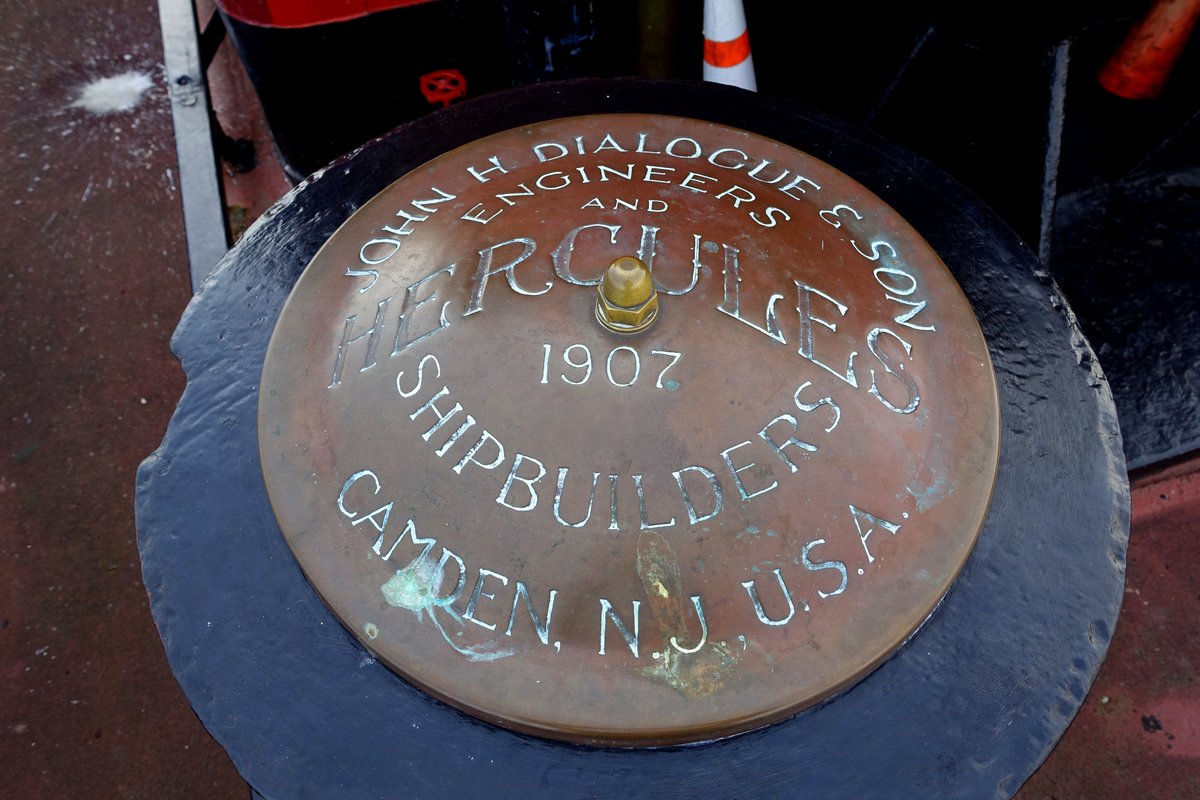 JOHN H. DIALOGUE & SON
ENGINEERS
AND
HERCULES
1907
SHIPBUILDERS
CAMDEN, N.J., U.S.A.